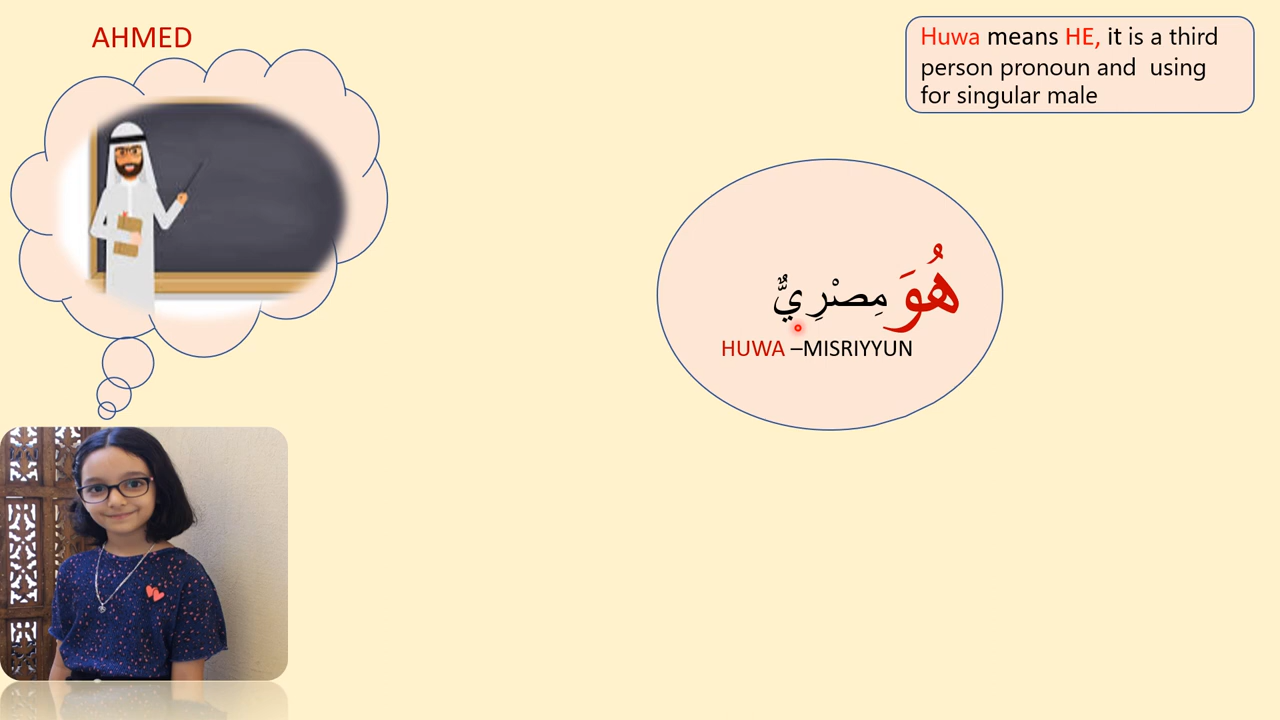 AHMED
Huwa means HE, it is a third
person pronoun and using
for singular male
هُوَ مِصْرِيٌّ
HUWA –MISRIYYUN